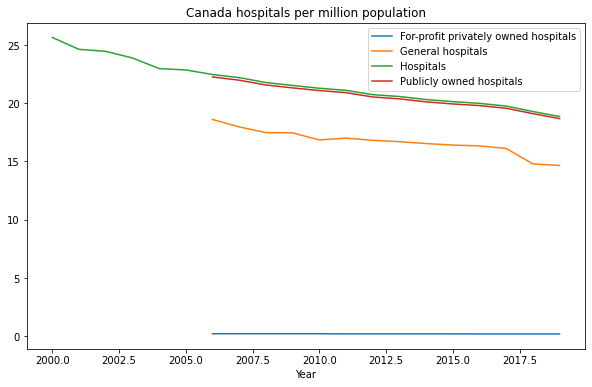 Canada hospitals per million population
For-profit privately owned hospitals
General hospitals
Hospitals
Publicly owned hospitals
25
20
15
10
5
0
2000.0 2002.5 2005.0 2007.5 2010.0 2012.5 2015.0 2017.5
Year